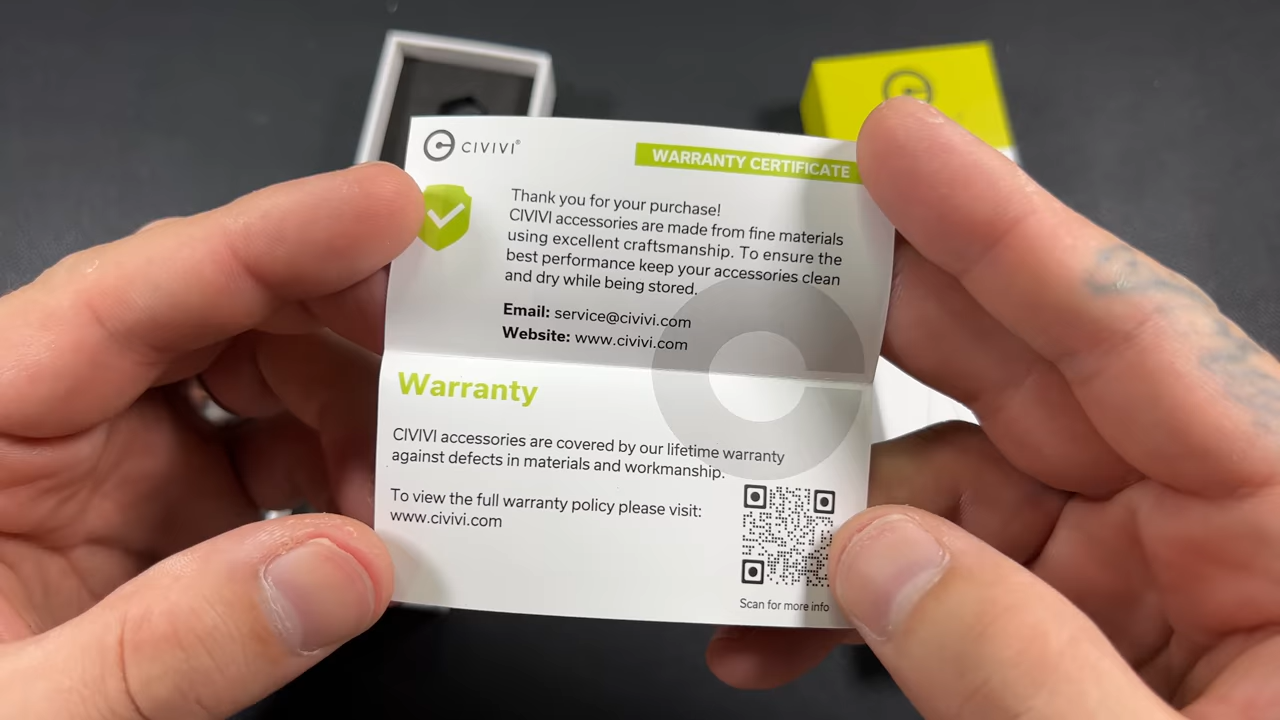 CIVIVI®
WARRANTY CERTIFICATE
Thank you for your purchase!
CIVIVI accessories are made from fine materials
using excellent craftsmanship. To ensure the
best performance keep your accessories clean
and dry while being stored.
Email: service@civivi.com
Website: www.civivi.com
Warranty
CIVIVI accessories are covered by our lifetime warranty
against defects in materials and workmanship.
To view the full warranty policy please visit:
www.civivi.com
Scan for more info